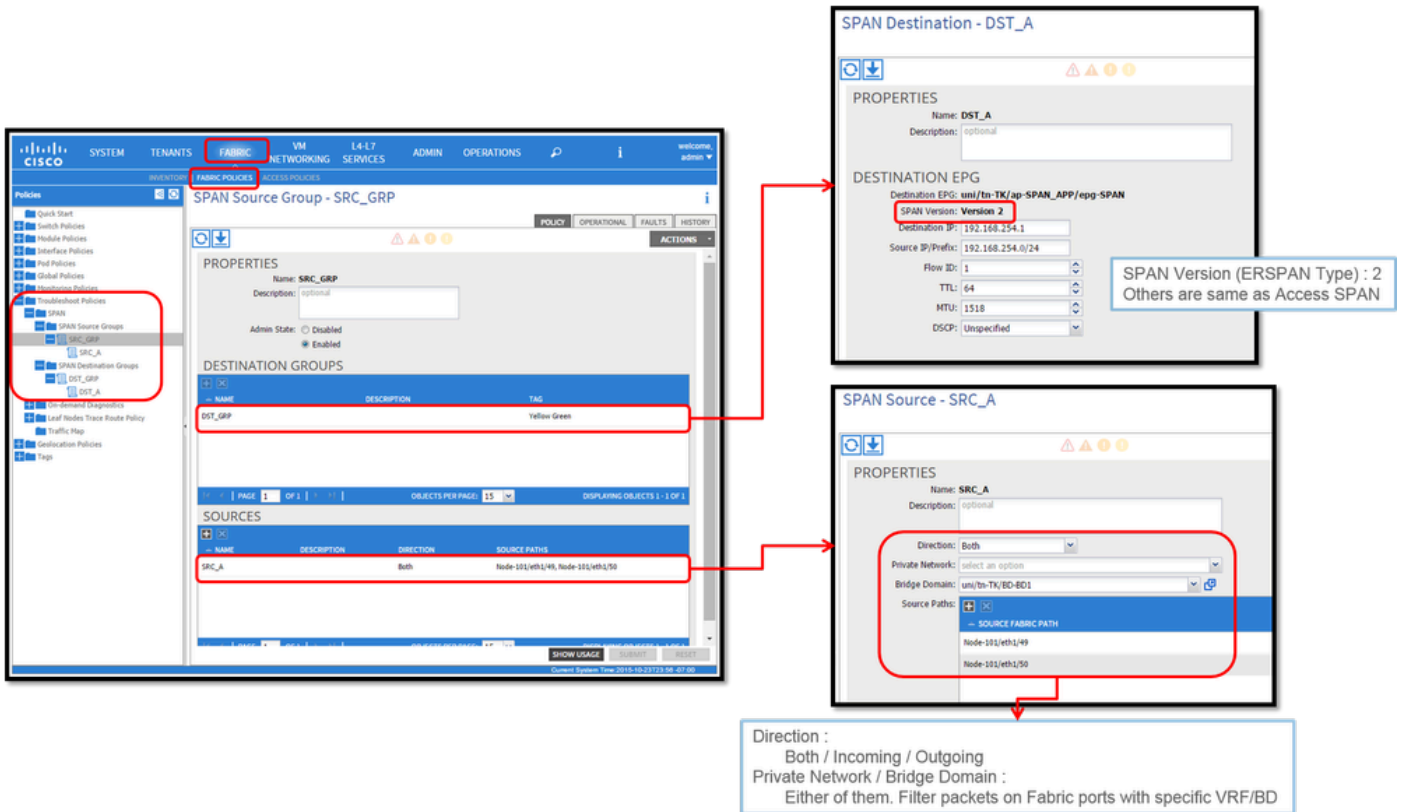 CISCO
SYSTEM
TENANTS
FABRIC
VM NETWORKING
L4-L7 SERVICES
ADMIN
OPERATIONS
i
welcome, admin
INVENTORY
FABRIC POLICIES
ACCESS POLICIES
Policies
Quick Start
Switch Policies
Module Policies
Interface Policies
Pod Policies
Global Policies
Monitoring Policies
Troubleshoot Policies
SPAN
SPAN Source Groups
SRC_GRP
SRC_A
SPAN Destination Groups
DST_GRP
DST_A
On-demand Diagnostics
Leaf Nodes Trace Route Policy
Traffic Map
Geolocation Policies
Tags
SPAN Source Group - SRC_GRP
i
POLICY OPERATIONAL FAULTS HISTORY
ACTIONS
PROPERTIES
Name: SRC_GRP
Description: optional
Admin State: Disabled
Enabled
DESTINATION GROUPS
NAME DESCRIPTION TAG
DST_GRP Yellow Green
PAGE 1 OF 1 OBJECTS PER PAGE: 15 DISPLAYING OBJECTS 1 - 1 OF 1
SOURCES
NAME DESCRIPTION DIRECTION SOURCE PATHS
SRC_A Both Node-101/eth1/49, Node-101/eth1/50
SHOW USAGE SUBMIT RESET
Current System Time:2015-10-23T23:56 -07:00
SPAN Destination - DST_A
PROPERTIES
Name: DST_A
Description: optional
DESTINATION EPG
Destination EPG: uni/tn-TK/ap-SPAN_APP/epg-SPAN
SPAN Version: Version 2
Destination IP: 192.168.254.1
Source IP/Prefix: 192.168.254.0/24
Flow ID: 1
TTL: 64
MTU: 1518
DSCP: Unspecified
SPAN Version (ERSPAN Type) : 2
Others are same as Access SPAN
SPAN Source - SRC_A
PROPERTIES
Name: SRC_A
Description: optional
Direction: Both
Private Network: select an option
Bridge Domain: uni/tn-TK/BD-BD1
Source Paths:
SOURCE FABRIC PATH
Node-101/eth1/49
Node-101/eth1/50
Direction :
Both / Incoming / Outgoing
Private Network / Bridge Domain :
Either of them. Filter packets on Fabric ports with specific VRF/BD